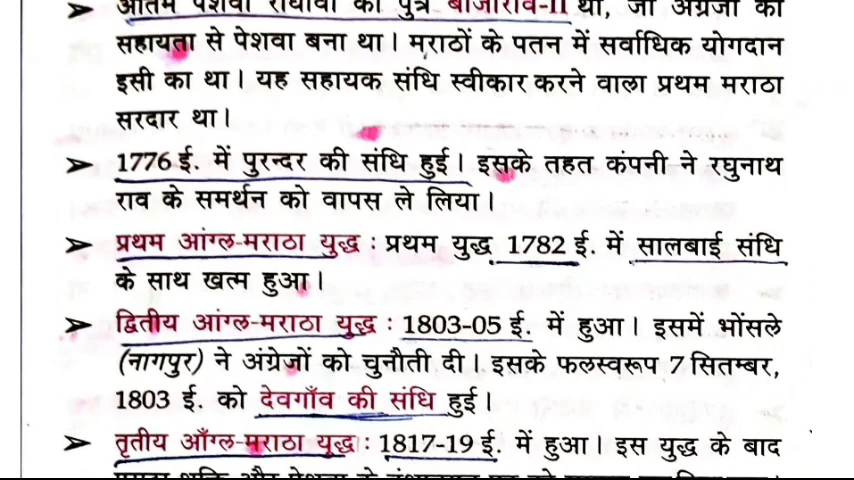 ➢ अंतिम पेशवा राघोवा का पुत्र बाजीराव-II था, जो अंग्रेजों की
सहायता से पेशवा बना था। मराठों के पतन में सर्वाधिक योगदान
इसी का था। यह सहायक संधि स्वीकार करने वाला प्रथम मराठा
सरदार था।
➢ 1776 ई. में पुरन्दर की संधि हुई। इसके तहत कंपनी ने रघुनाथ
राव के समर्थन को वापस ले लिया।
➢ प्रथम आंग्ल-मराठा युद्ध : प्रथम युद्ध 1782 ई. में सालबाई संधि
के साथ खत्म हुआ।
➢ द्वितीय आंग्ल-मराठा युद्ध : 1803-05 ई. में हुआ। इसमें भोंसले
(नागपुर) ने अंग्रेजों को चुनौती दी। इसके फलस्वरूप 7 सितम्बर,
1803 ई. को देवगाँव की संधि हुई।
➢ तृतीय आँग्ल-मराठा युद्ध : 1817-19 ई. में हुआ। इस युद्ध के बाद